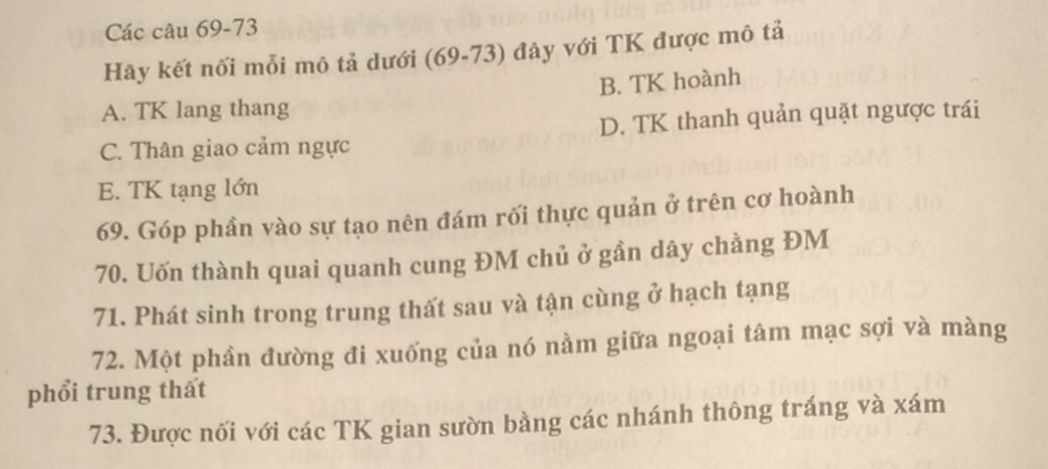 Các câu 69-73
Hãy kết nối mỗi mô tả dưới (69-73) đây với TK được mô tả
A. TK lang thang B. TK hoành
C. Thân giao cảm ngực D. TK thanh quản quặt ngược trái
E. TK tạng lớn
69. Góp phần vào sự tạo nên đám rối thực quản ở trên cơ hoành
70. Uốn thành quai quanh cung ĐM chủ ở gần dây chằng ĐM
71. Phát sinh trong trung thất sau và tận cùng ở hạch tạng
72. Một phần đường đi xuống của nó nằm giữa ngoại tâm mạc sợi và màng
phổi trung thất
73. Được nối với các TK gian sườn bằng các nhánh thông trắng và xám